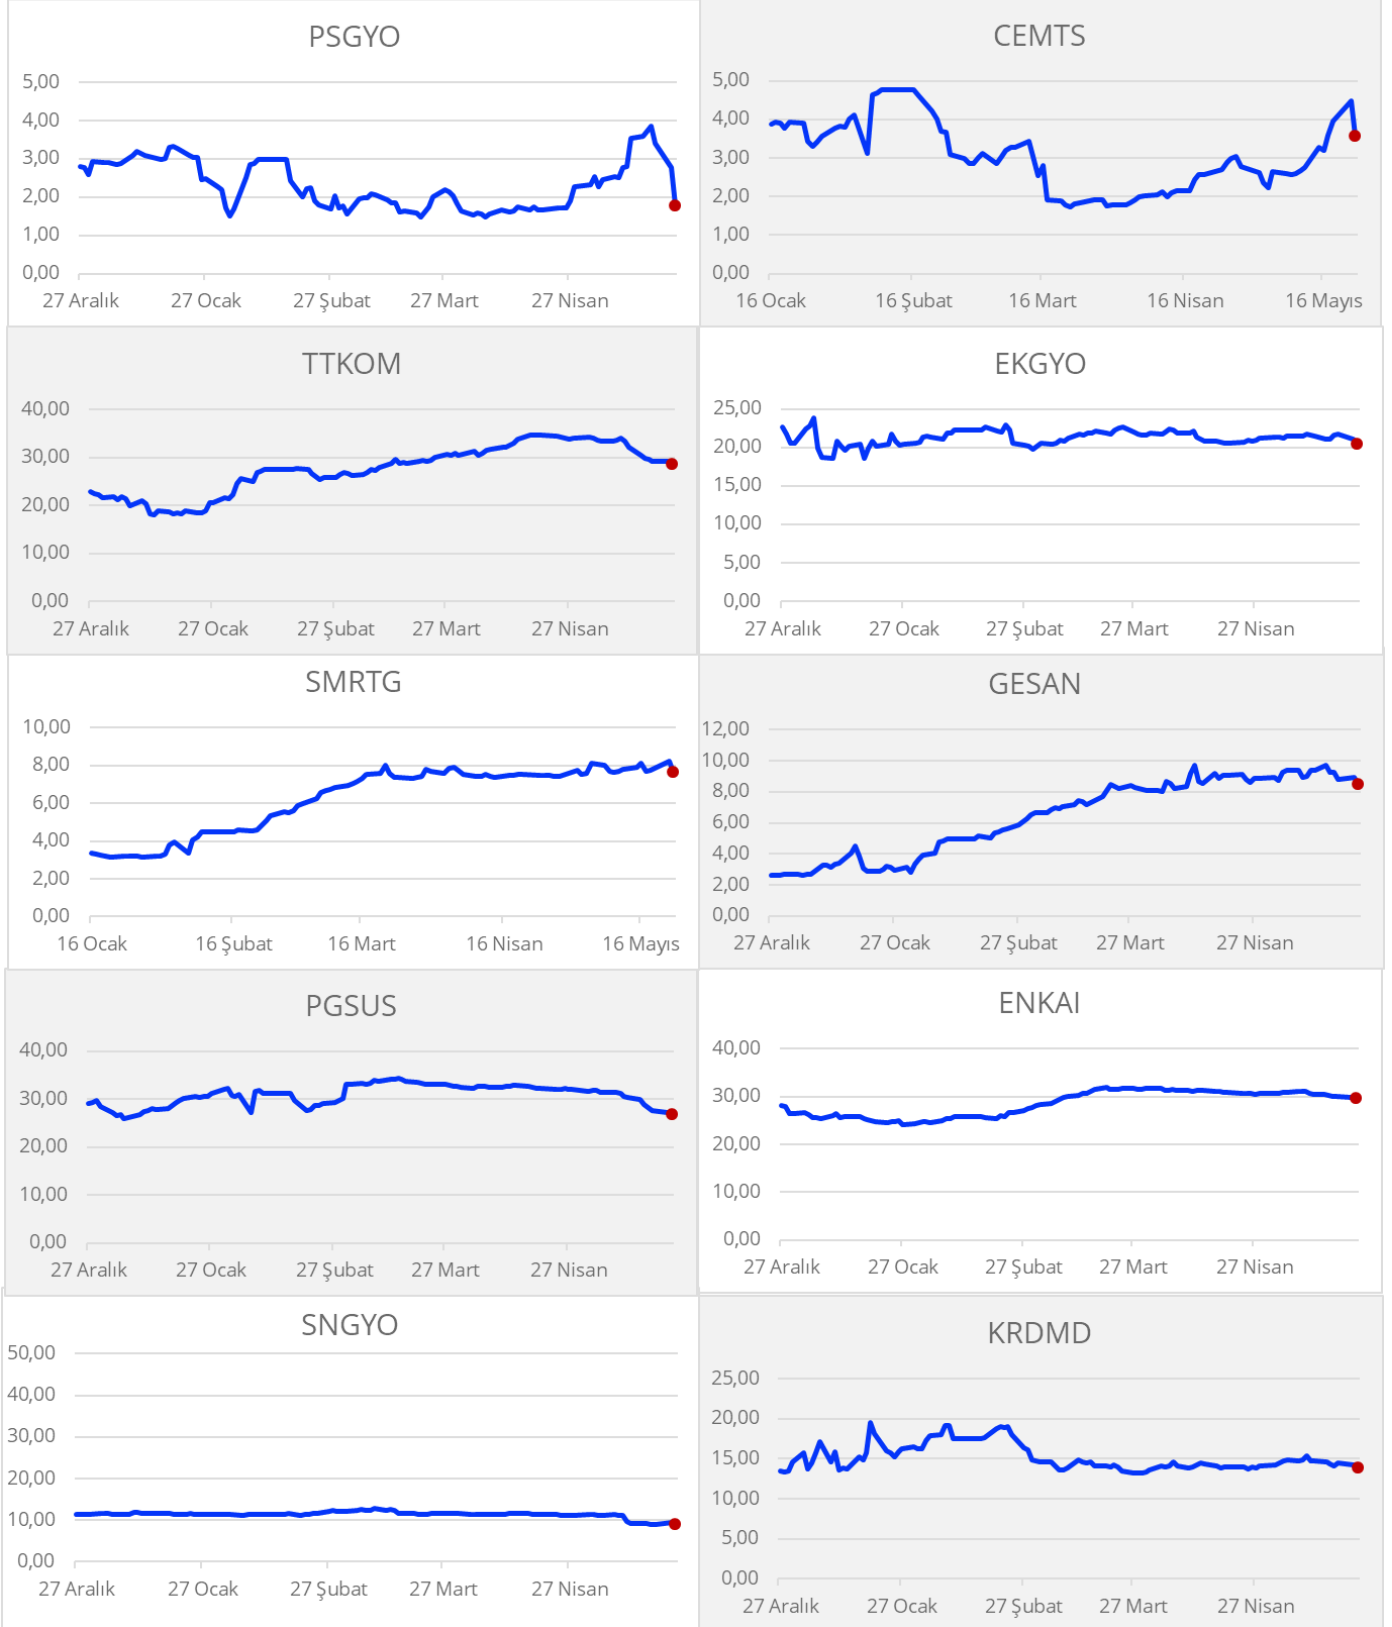 PSGYO
5,00
4,00
3,00
2,00
1,00
0,00
27 Aralık 27 Ocak 27 Şubat 27 Mart 27 Nisan
CEMTS
5,00
4,00
3,00
2,00
1,00
0,00
16 Ocak 16 Şubat 16 Mart 16 Nisan 16 Mayıs
TTKOM
40,00
30,00
20,00
10,00
0,00
27 Aralık 27 Ocak 27 Şubat 27 Mart 27 Nisan
EKGYO
25,00
20,00
15,00
10,00
5,00
0,00
27 Aralık 27 Ocak 27 Şubat 27 Mart 27 Nisan
SMRTG
10,00
8,00
6,00
4,00
2,00
0,00
16 Ocak 16 Şubat 16 Mart 16 Nisan 16 Mayıs
GESAN
12,00
10,00
8,00
6,00
4,00
2,00
0,00
27 Aralık 27 Ocak 27 Şubat 27 Mart 27 Nisan
PGSUS
40,00
30,00
20,00
10,00
0,00
27 Aralık 27 Ocak 27 Şubat 27 Mart 27 Nisan
ENKAI
40,00
30,00
20,00
10,00
0,00
27 Aralık 27 Ocak 27 Şubat 27 Mart 27 Nisan
SNGYO
50,00
40,00
30,00
20,00
10,00
0,00
27 Aralık 27 Ocak 27 Şubat 27 Mart 27 Nisan
KRDMD
25,00
20,00
15,00
10,00
5,00
0,00
27 Aralık 27 Ocak 27 Şubat 27 Mart 27 Nisan